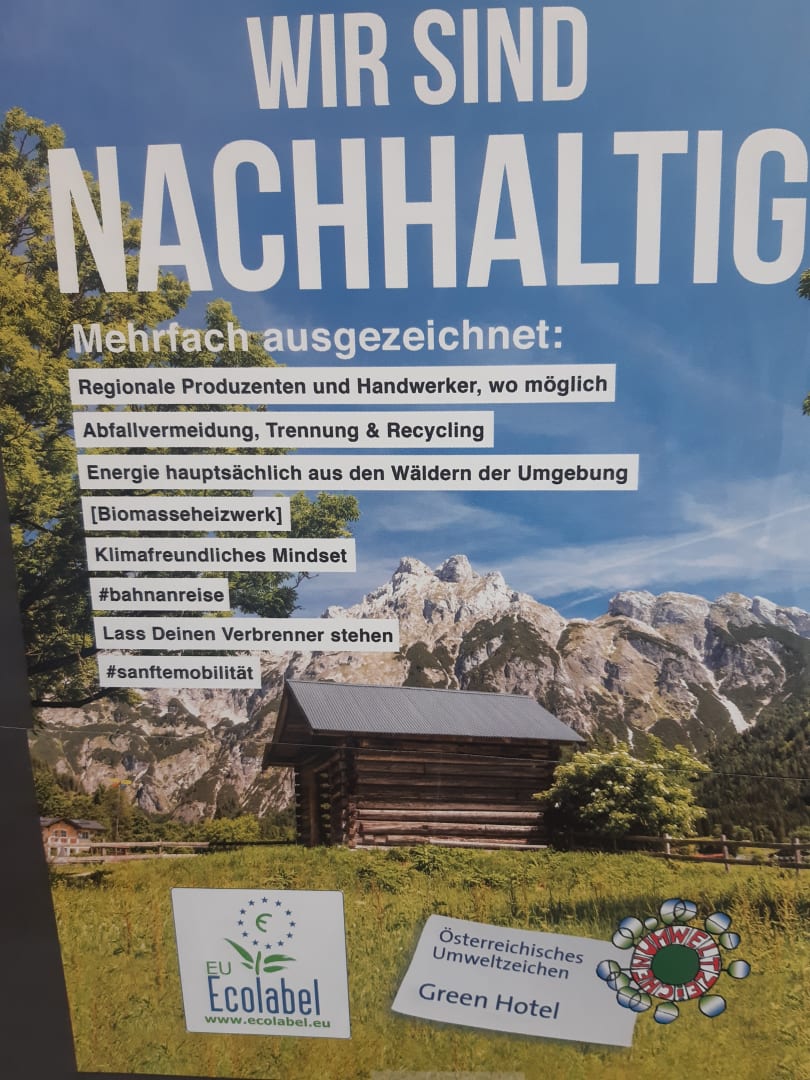 WIR SIND
NACHHALTIG
Mehrfach ausgezeichnet:
Regionale Produzenten und Handwerker, wo möglich
Abfallvermeidung, Trennung & Recycling
Energie hauptsächlich aus den Wäldern der Umgebung
[Biomasseheizwerk]
Klimafreundliches Mindset
#bahnanreise
Lass Deinen Verbrenner stehen
#sanftemobilität
EU
Ecolabel
www.ecolabel.eu
Österreichisches
Umweltzeichen
Green Hotel
UMWELTZEICHEN